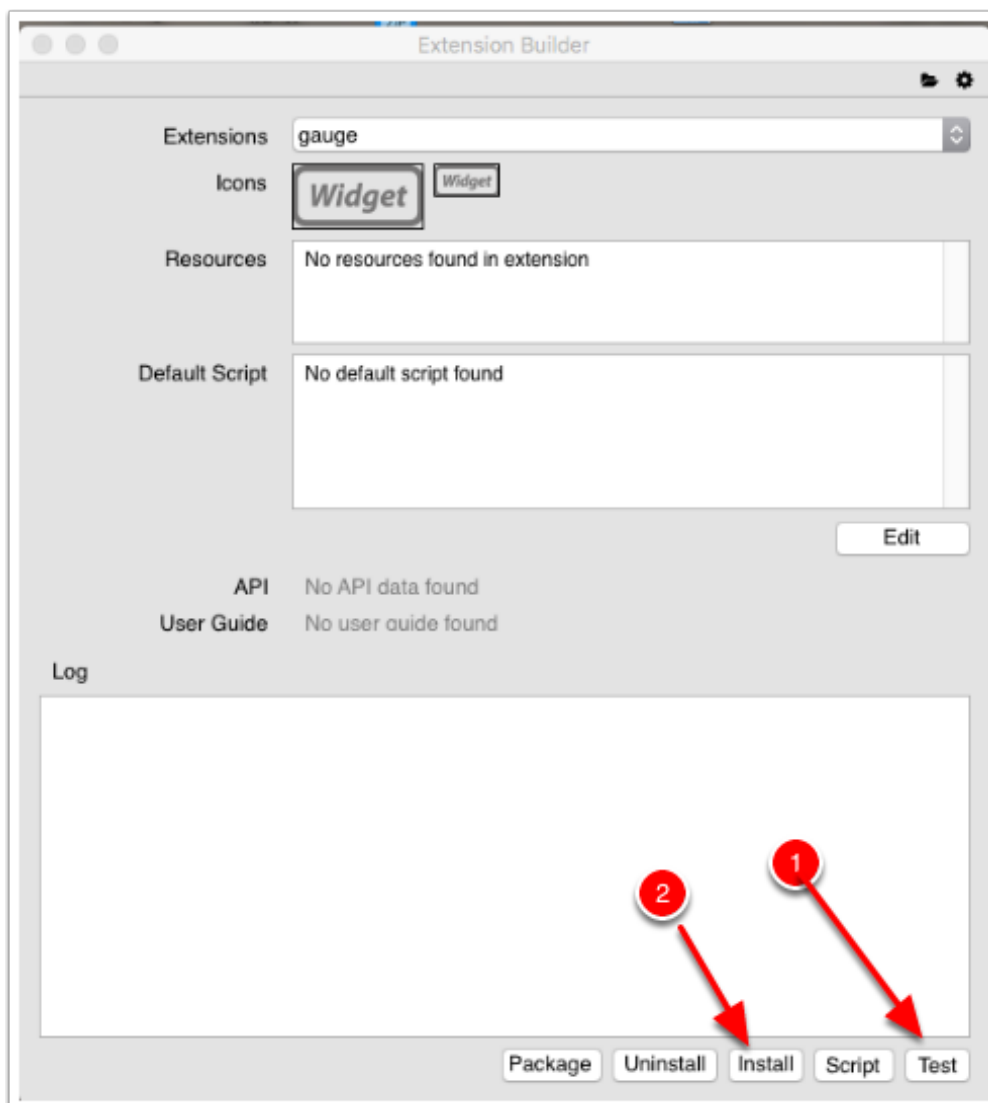 Extension Builder
Extensions gauge
Icons Widget Widget
Resources No resources found in extension
Default Script No default script found
Edit
API No API data found
User Guide No user guide found
Log
1
2
Package Uninstall Install Script Test